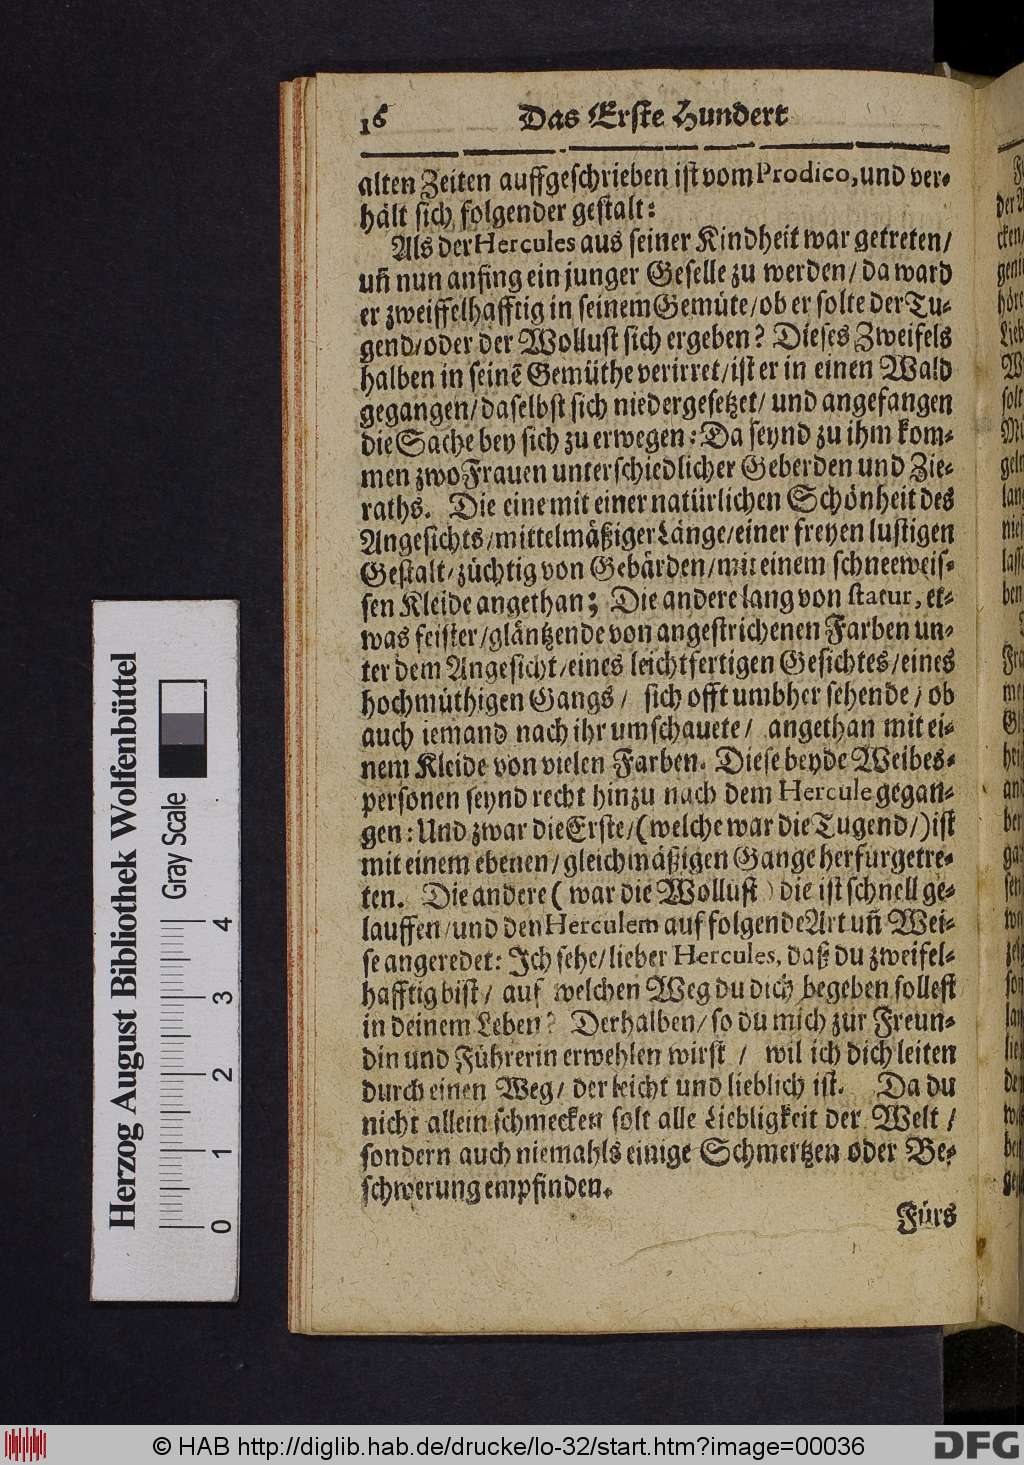 16 Das Erste Hundert
alten Zeiten auffgeschrieben ist vom Prodico, und ver-
hält sich folgender gestalt:
Als der Hercules aus seiner Kindheit war getreten/
uñ nun anfing ein junger Geselle zu werden/ da ward
er zweiffelhafftig in seinem Gemüte/ ob er solte der Tu-
gend/ oder der Wollust sich ergeben? Dieses Zweifels
halben in seinẽ Gemüthe verirret/ ist er in einen Wald
gegangen/ daselbst sich niedergesetzet/ und angefangen
die Sache bey sich zu erwegen: Da seynd zu ihm kom-
men zwo Frauen unterschiedlicher Geberden und Zie-
raths. Die eine mit einer natürlichen Schönheit des
Angesichts/ mittelmäßiger Länge/ einer freyen lustigen
Gestalt/ züchtig von Gebärden/ mit einem schneeweis-
sen Kleide angethan; Die andere lang von statur, et-
was feister/ gläntzende von angestrichenen Farben un-
ter dem Angesicht/ eines leichtfertigen Gesichtes/ eines
hochmüthigen Gangs/ sich offt umbher sehende/ ob
auch iemand nach ihr umschauete/ angethan mit ei-
nem Kleide von vielen Farben. Diese beyde Weibes-
personen seynd recht hinzu nach dem Hercule gegan-
gen: Und zwar die Erste/ (welche war die Tugend/) ist
mit einem ebenen/ gleichmäßigen Gange herfur getre-
ten. Die andere ( war die Wollust ) die ist schnell ge-
lauffen/ und den Herculem auf folgende Art uñ Wei-
se angeredet: Ich sehe/ lieber Hercules, daß du zweifel-
hafftig bist/ auf welchen Weg du dich begeben sollest
in deinem Leben? Derhalben/ so du mich zur Freun-
din und Führerin erwehlen wirst / wil ich dich leiten
durch einen Weg/ der leicht und lieblich ist. Da du
nicht allein schmecken solt alle Liebligkeit der Welt /
sondern auch niemahls einige Schmertzen oder Be-
schwerung empfinden.
Fürs
Herzog August Bibliothek Wolfenbüttel
Gray Scale
0 1 2 3 4
© HAB http://diglib.hab.de/drucke/lo-32/start.htm?image=00036
DFG